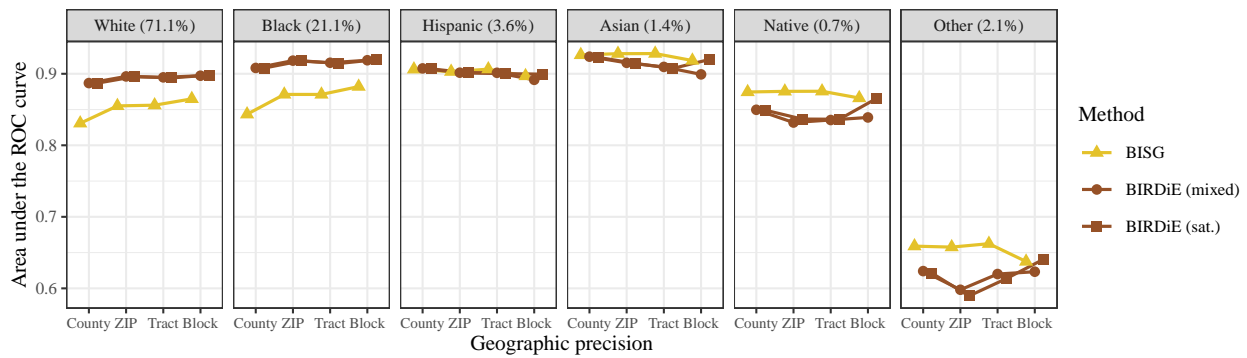 White (71.1%) Black (21.1%) Hispanic (3.6%) Asian (1.4%) Native (0.7%) Other (2.1%)
Area under the ROC curve
0.9
0.8
0.7
0.6
County ZIP Tract Block County ZIP Tract Block County ZIP Tract Block County ZIP Tract Block County ZIP Tract Block County ZIP Tract Block
Geographic precision
Method
BISG
BIRDiE (mixed)
BIRDiE (sat.)